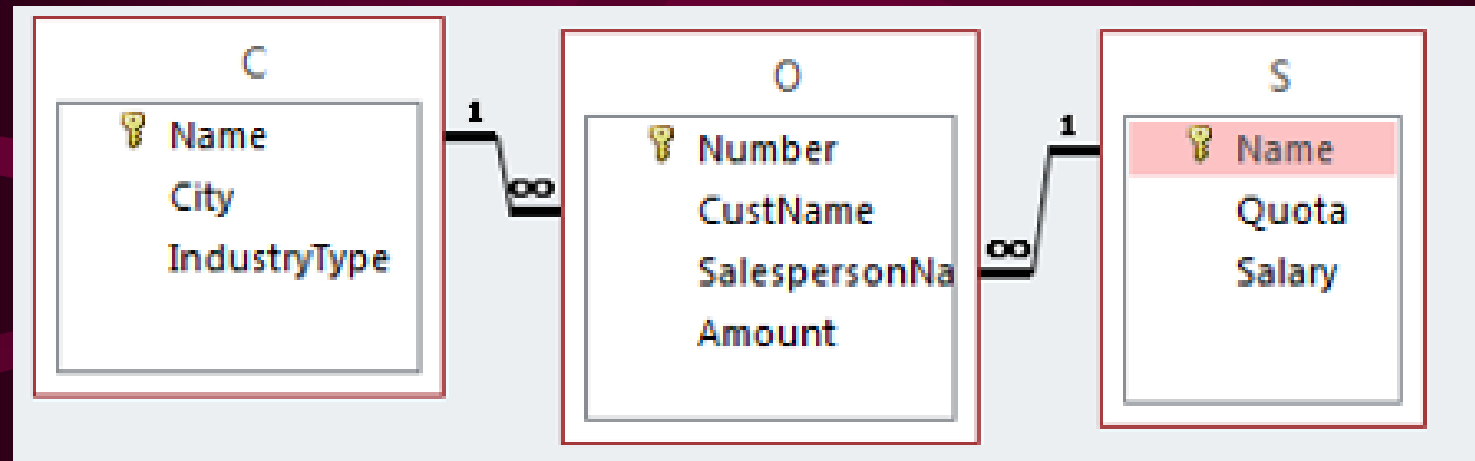 C
Name
City
IndustryType
1
∞
O
Number
CustName
SalespersonNa
Amount
∞
1
S
Name
Quota
Salary